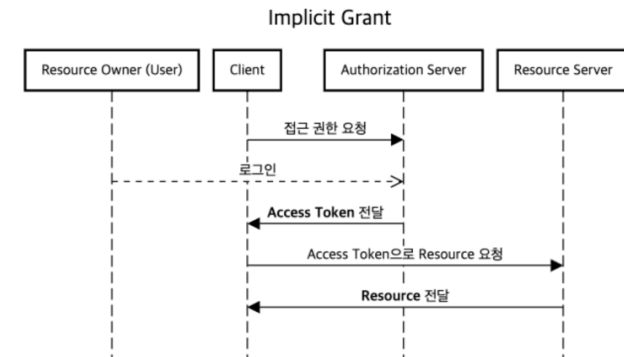 Implicit Grant
Resource Owner (User)
Client
Authorization Server
Resource Server
접근 권한 요청
로그인
Access Token 전달
Access Token으로 Resource 요청
Resource 전달